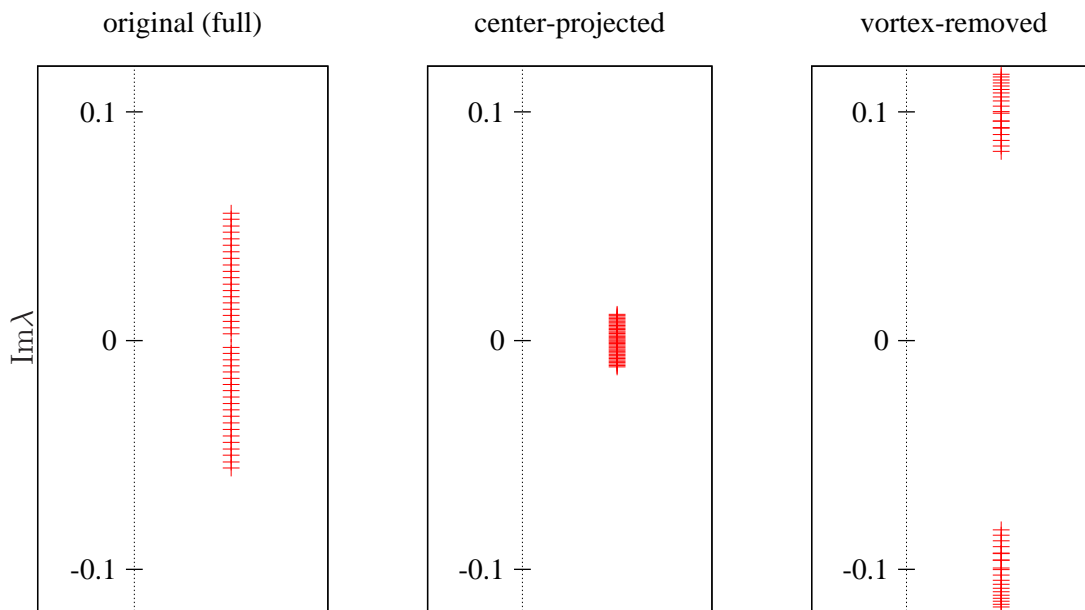 original (full)
center-projected
vortex-removed
Imλ
0.1
0
-0.1
0.1
0
-0.1
0.1
0
-0.1